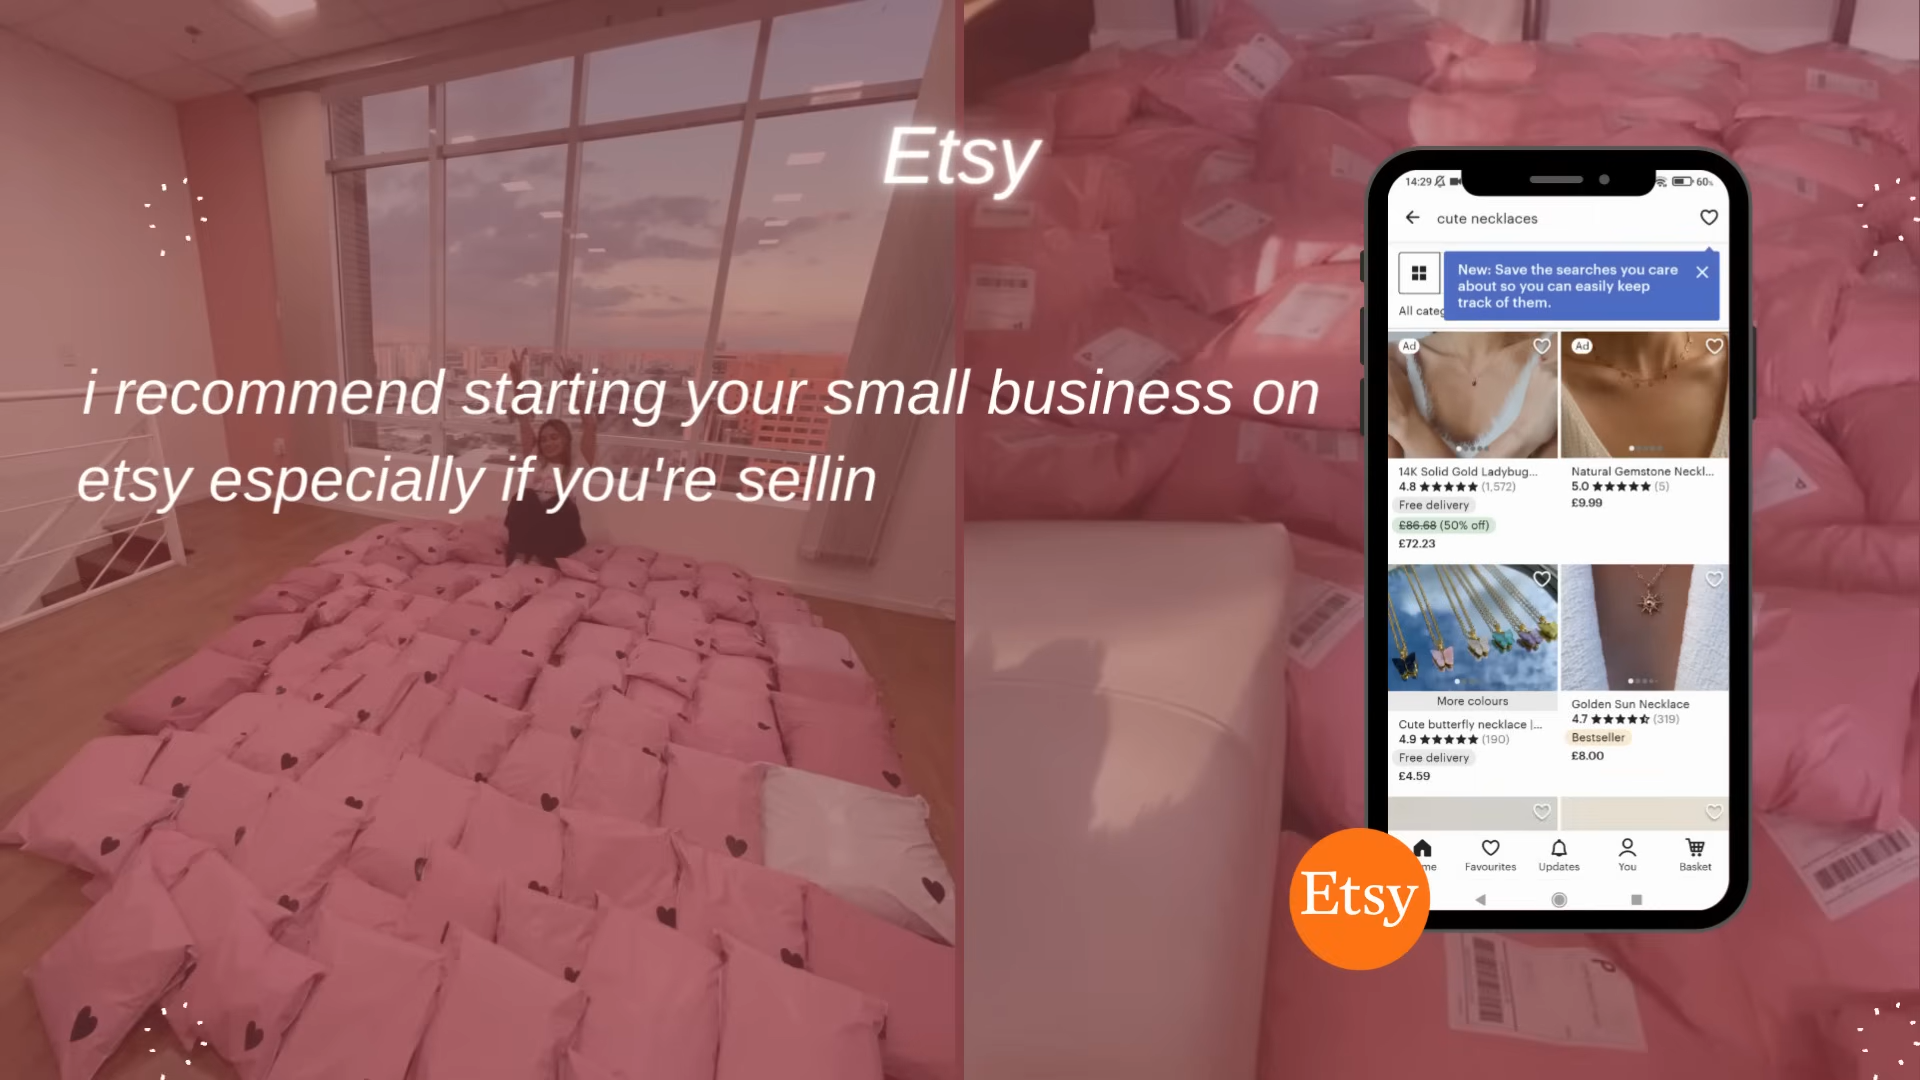 Etsy
i recommend starting your small business on
etsy especially if you're sellin
14:29
60%
cute necklaces
New: Save the searches you care
about so you can easily keep
track of them.
All categ
Ad
Ad
14K Solid Gold Ladybug...
4.8 ★★★★★ (1,572)
Free delivery
£86.68 (50% off)
£72.23
Natural Gemstone Neckl...
5.0 ★★★★★ (5)
£9.99
More colours
Cute butterfly necklace |...
4.9 ★★★★★ (190)
Free delivery
£4.59
Golden Sun Necklace
4.7 ★★★★★ (319)
Bestseller
£8.00
me
Favourites
Updates
You
Basket
Etsy